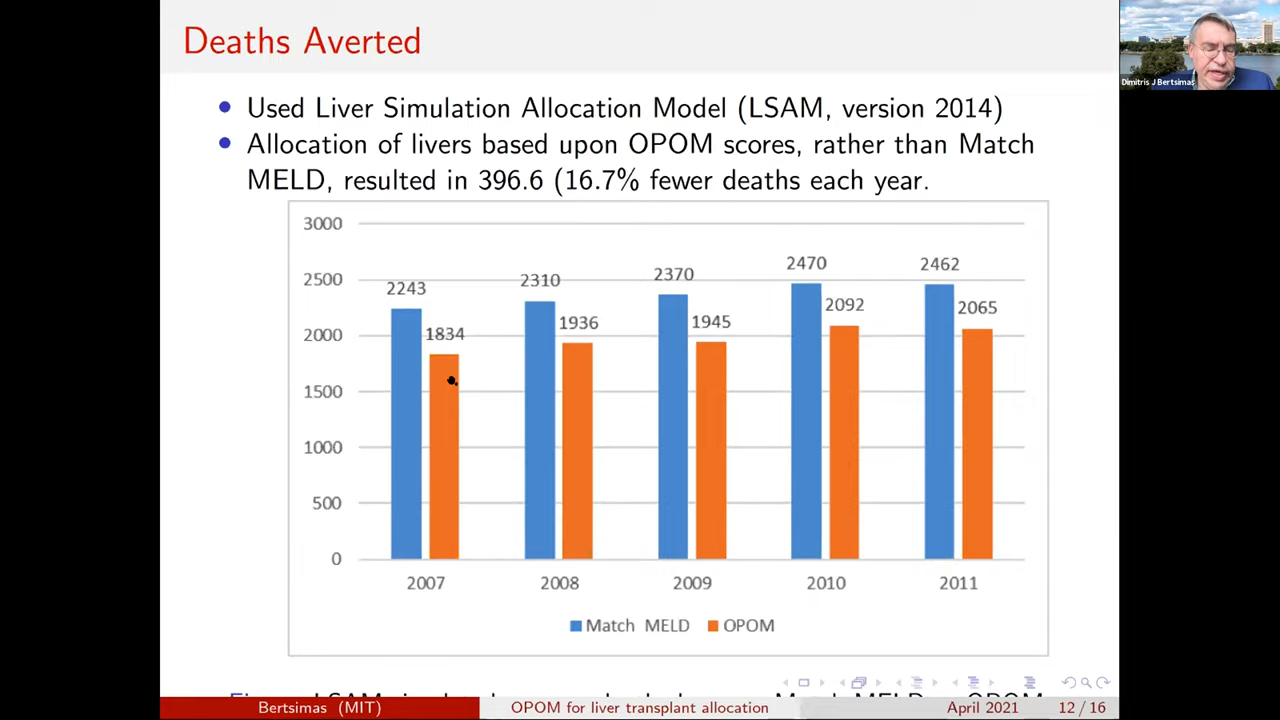 Deaths Averted
Dimitris J Bertsimas
Used Liver Simulation Allocation Model (LSAM, version 2014)
Allocation of livers based upon OPOM scores, rather than Match
MELD, resulted in 396.6 (16.7% fewer deaths each year.
3000
2500
2000
1500
1000
500
0
2243
1834
2310
1936
2370
1945
2470
2092
2462
2065
2007 2008 2009 2010 2011
Match MELD OPOM
Bertsimas (MIT) OPOM for liver transplant allocation April 2021 12 / 16